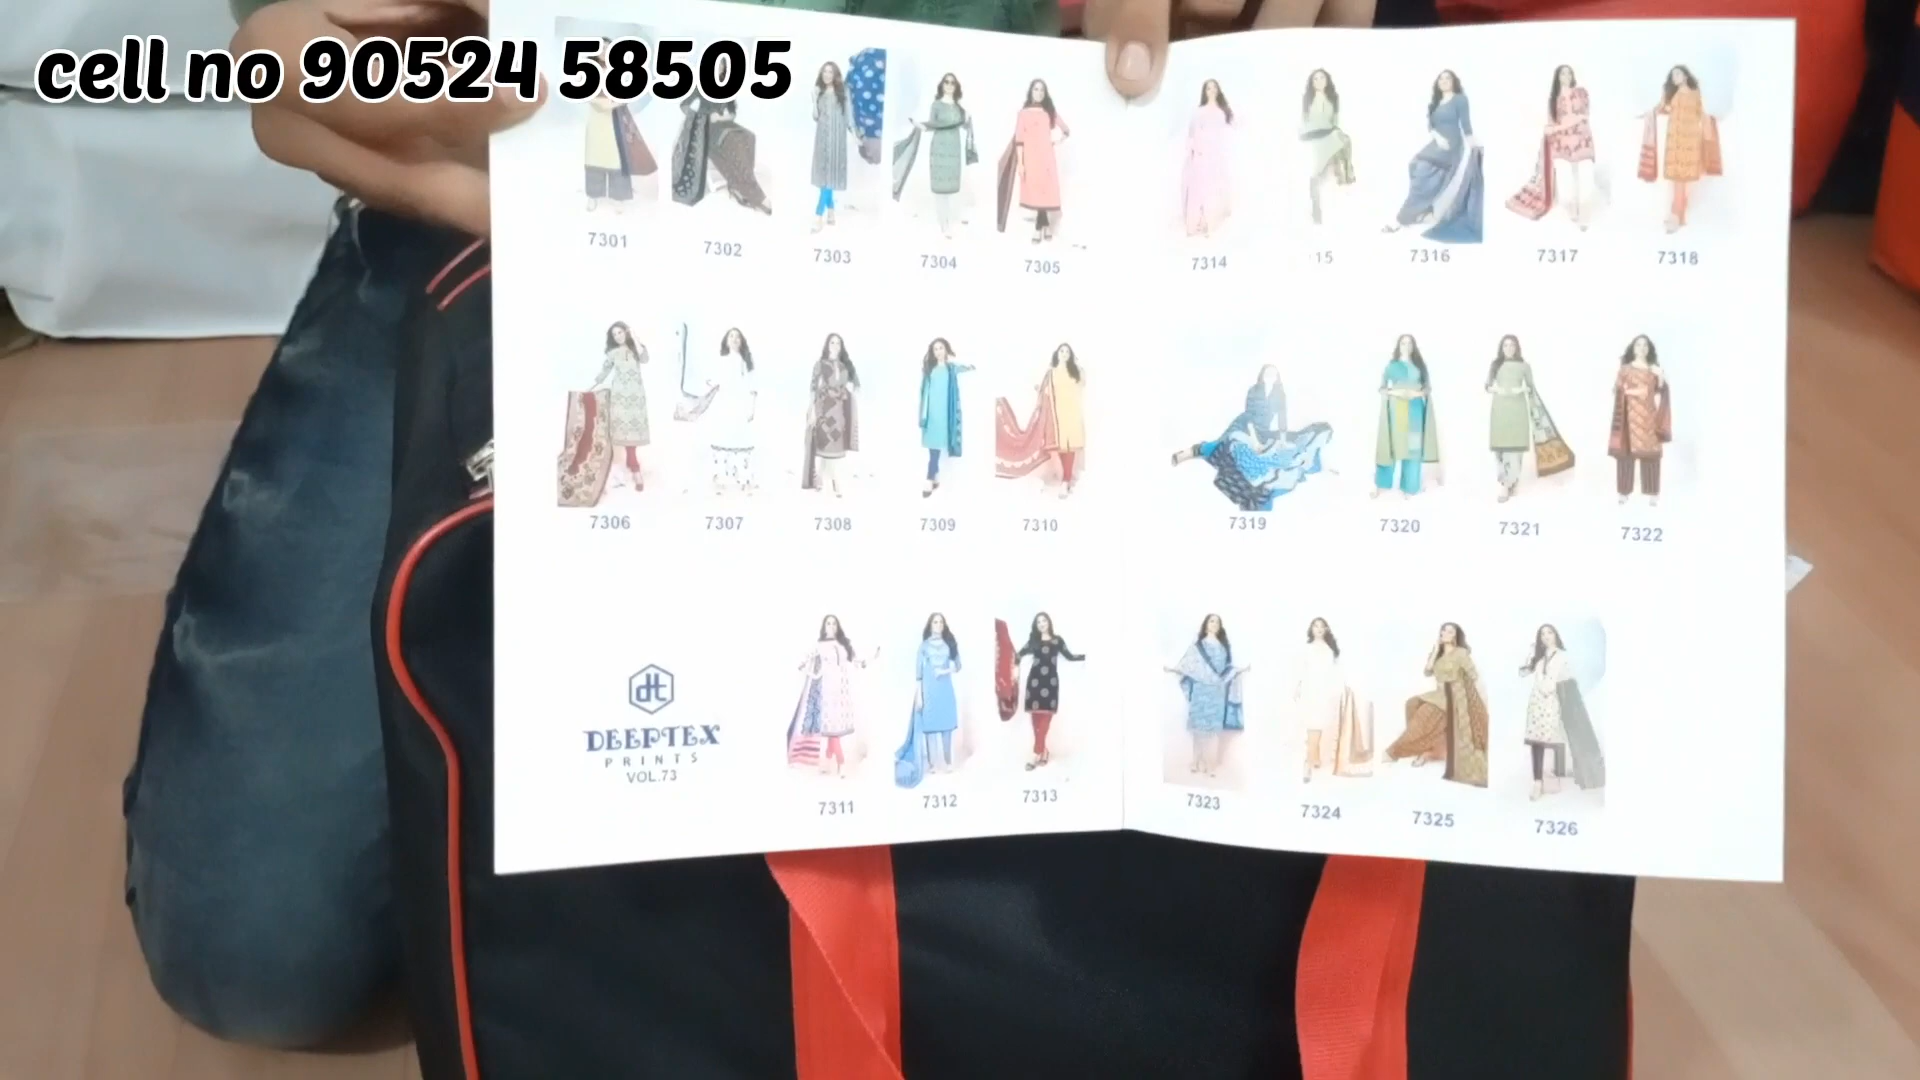 cell no 90524 58505
7301 7302 7303 7304 7305 7314 15 7316 7317 7318
7306 7307 7308 7309 7310 7319 7320 7321 7322
dt
DEEPTEX
PRINTS
VOL.73
7311 7312 7313 7323 7324 7325 7326